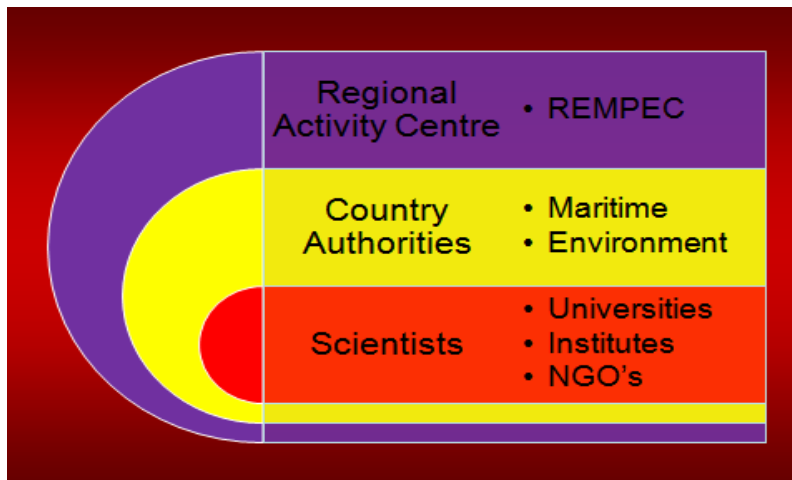 Regional
Activity Centre
• REMPEC
Country
Authorities
• Maritime
• Environment
Scientists
• Universities
• Institutes
• NGO's